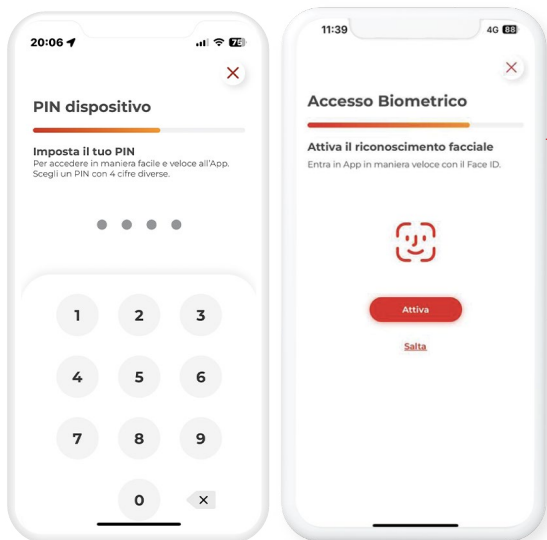 20:06
75
PIN dispositivo
Imposta il tuo PIN
Per accedere in maniera facile e veloce all'App.
Scegli un PIN con 4 cifre diverse.
1 2 3
4 5 6
7 8 9
0
11:39
4G 88
Accesso Biometrico
Attiva il riconoscimento facciale
Entra in App in maniera veloce con il Face ID.
Attiva
Salta